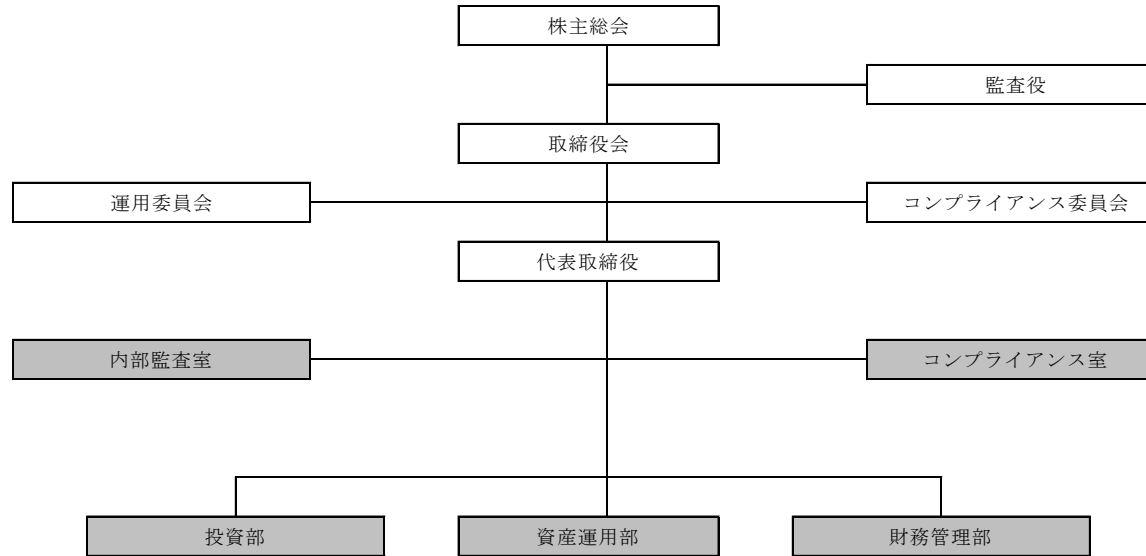 株主総会
監査役
取締役会
運用委員会
コンプライアンス委員会
代表取締役
内部監査室
コンプライアンス室
投資部
資産運用部
財務管理部